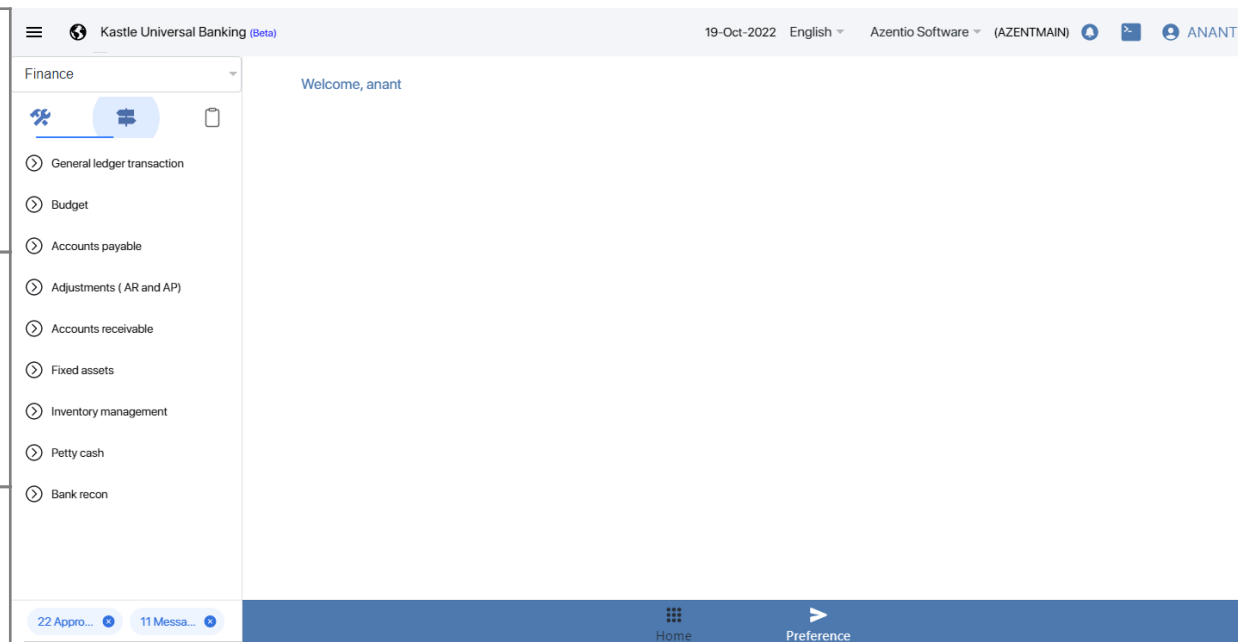 Kastle Universal Banking (Beta)
19-Oct-2022 English Azentio Software (AZENTMAIN) ANANT
Finance
Welcome, anant
General ledger transaction
Budget
Accounts payable
Adjustments ( AR and AP)
Accounts receivable
Fixed assets
Inventory management
Petty cash
Bank recon
22 Appro... 11 Messa...
Home Preference